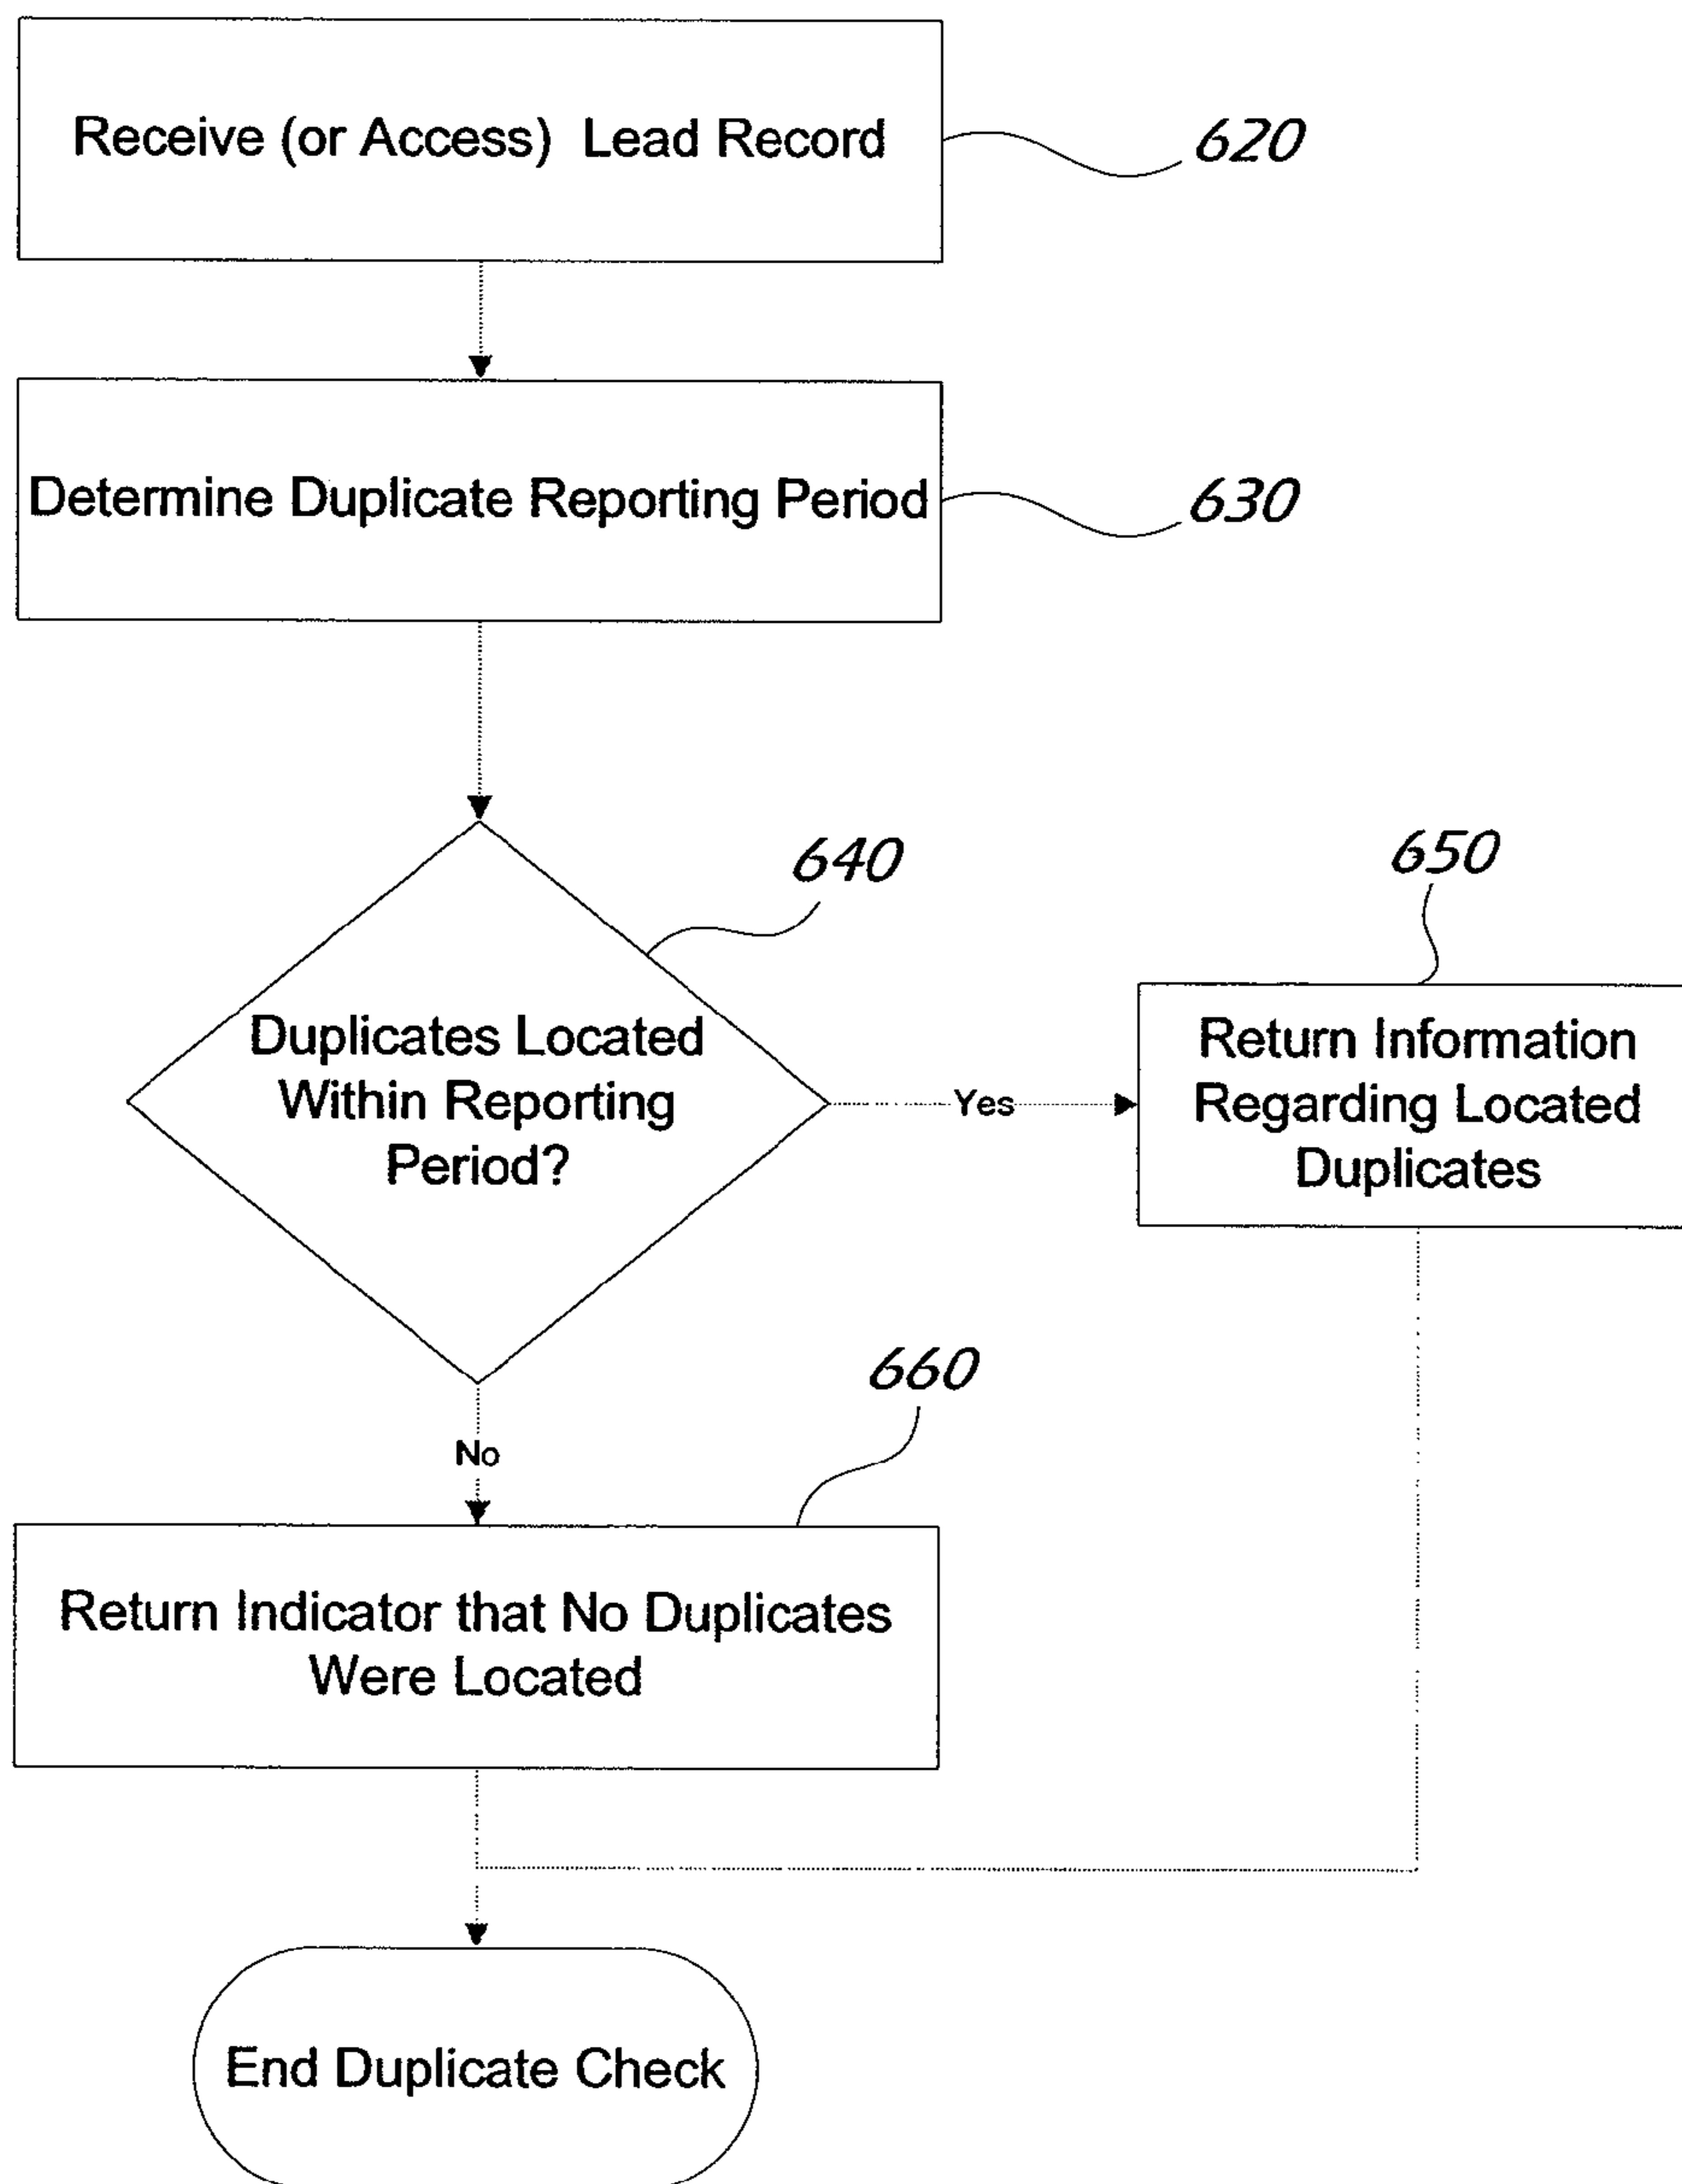 Receive (or Access) Lead Record
620
Determine Duplicate Reporting Period
630
640
650
Duplicates Located
Within Reporting
Period?
Yes
Return Information
Regarding Located
Duplicates
660
No
Return Indicator that No Duplicates
Were Located
End Duplicate Check